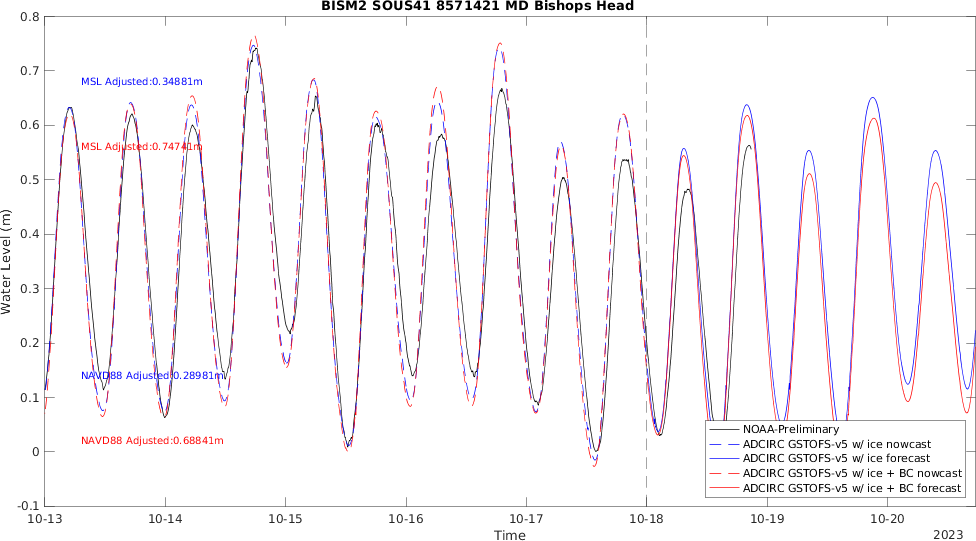 BISM2 SOUS41 8571421 MD Bishops Head
0.8
0.7
0.6
0.5
0.4
0.3
0.2
0.1
0
-0.1
Water Level (m)
MSL Adjusted:0.34881m
MSL Adjusted:0.74741m
NAVD88 Adjusted:0.28981m
NAVD88 Adjusted:0.68841m
NOAA-Preliminary
ADCIRC GSTOFS-v5 w/ ice nowcast
ADCIRC GSTOFS-v5 w/ ice forecast
ADCIRC GSTOFS-v5 w/ ice + BC nowcast
ADCIRC GSTOFS-v5 w/ ice + BC forecast
10-13 10-14 10-15 10-16 10-17 10-18 10-19 10-20
Time
2023